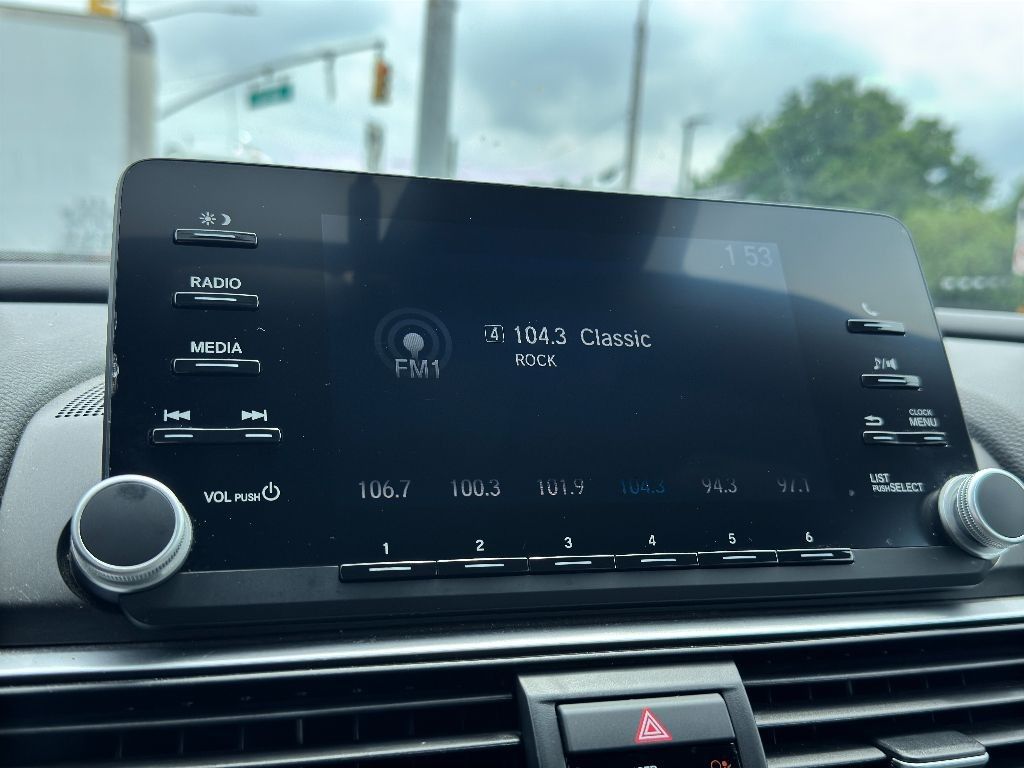 1 53
RADIO
MEDIA
4 104.3 Classic
ROCK
FM1
CLOCK
MENU
VOL PUSH
LIST
PUSH SELECT
106.7 100.3 101.9 104.3 94.3 97.1
1 2 3 4 5 6